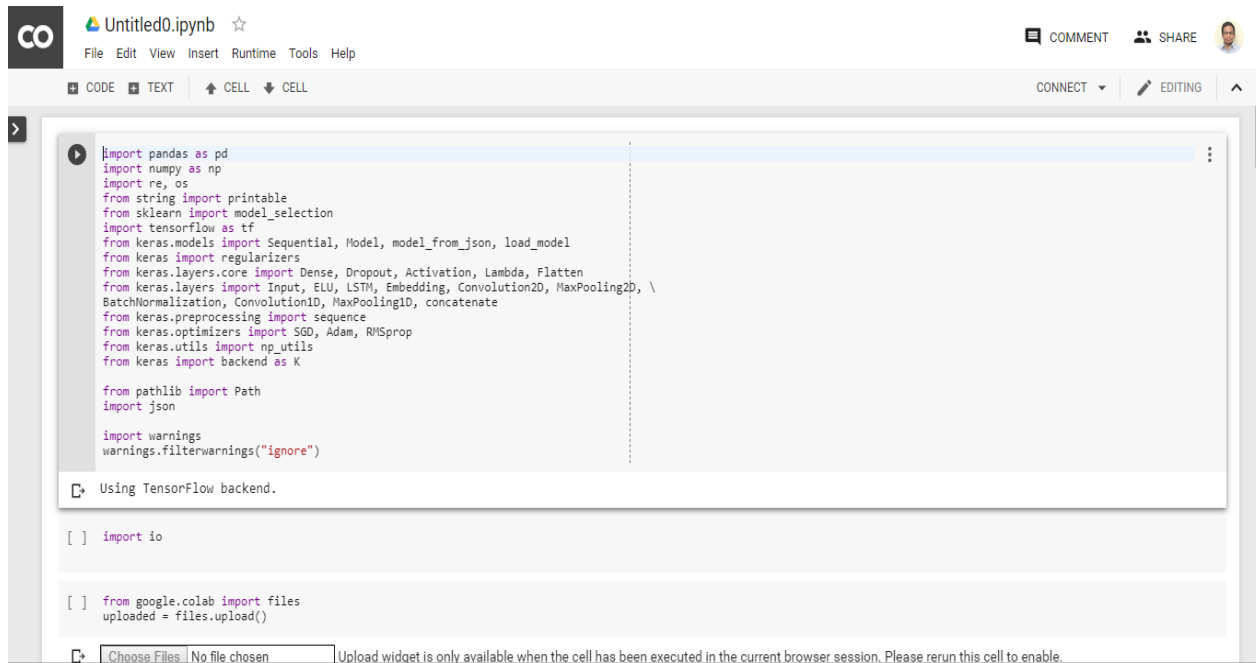 CO
Untitled0.ipynb
File Edit View Insert Runtime Tools Help
COMMENT SHARE
CODE TEXT CELL CELL
CONNECT EDITING
import pandas as pd
import numpy as np
import re, os
from string import printable
from sklearn import model_selection
import tensorflow as tf
from keras.models import Sequential, Model, model_from_json, load_model
from keras import regularizers
from keras.layers.core import Dense, Dropout, Activation, Lambda, Flatten
from keras.layers import Input, ELU, LSTM, Embedding, Convolution2D, MaxPooling2D, \
BatchNormalization, Convolution1D, MaxPooling1D, concatenate
from keras.preprocessing import sequence
from keras.optimizers import SGD, Adam, RMSprop
from keras.utils import np_utils
from keras import backend as K
from pathlib import Path
import json
import warnings
warnings.filterwarnings("ignore")
Using TensorFlow backend.
[ ] import io
[ ] from google.colab import files
uploaded = files.upload()
Choose Files No file chosen Upload widget is only available when the cell has been executed in the current browser session. Please rerun this cell to enable.